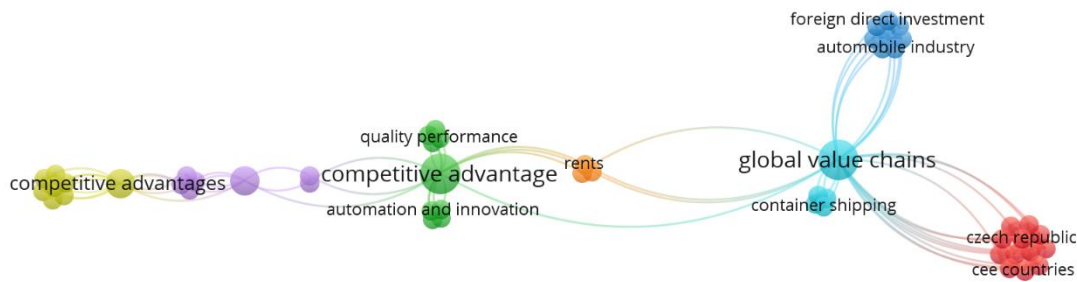 foreign direct investment
automobile industry
quality performance
rents
global value chains
competitive advantages
competitive advantage
automation and innovation
container shipping
czech republic
cee countries